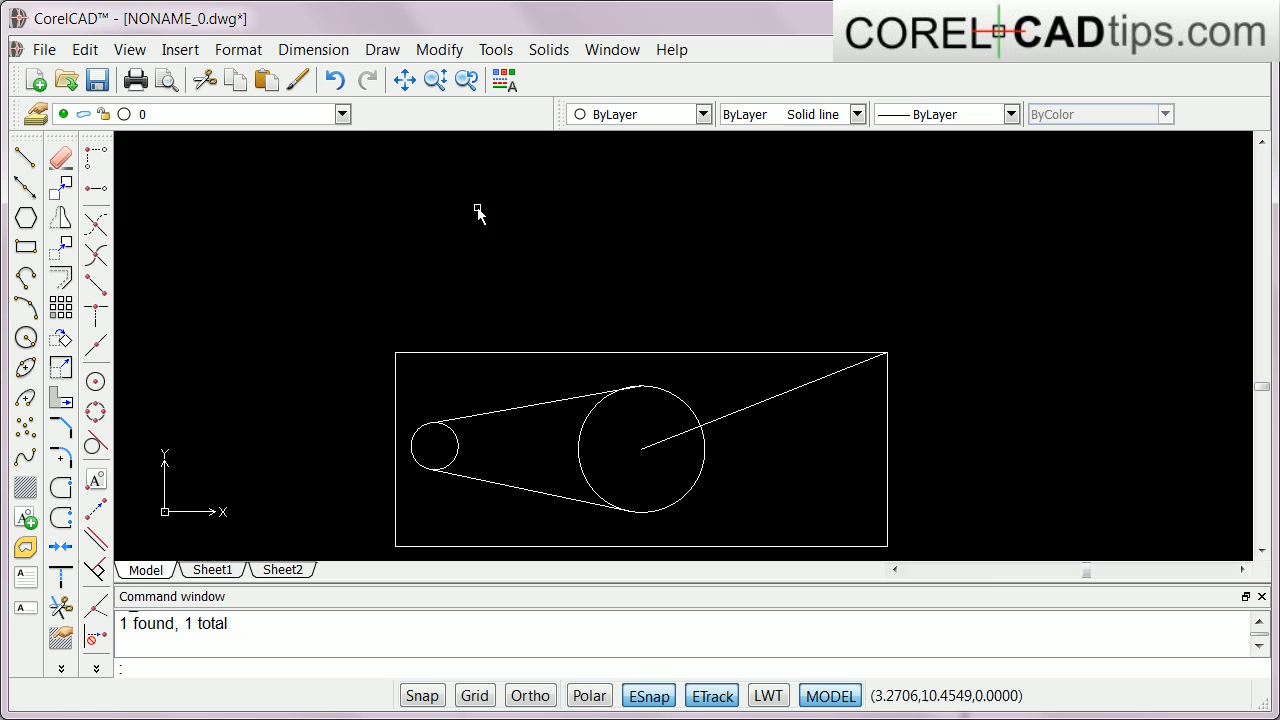 CorelCAD™ - [NONAME_0.dwg*]
COREL CADtips.com
File Edit View Insert Format Dimension Draw Modify Tools Solids Window Help
0 ByLayer ByLayer Solid line ByLayer ByColor
Y
X
Model Sheet1 Sheet2
Command window
1 found, 1 total
:
Snap Grid Ortho Polar ESnap ETrack LWT MODEL (3.2706,10.4549,0.0000)